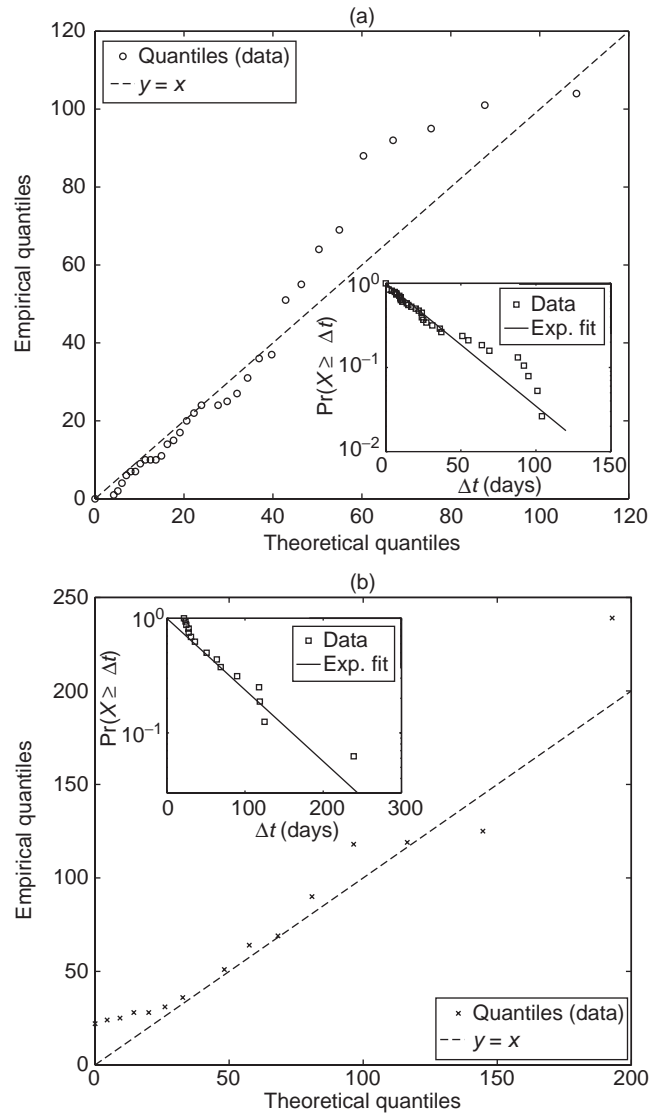 (a)
120
100
80
60
40
20
0
Empirical quantiles
Quantiles (data)
y = x
10^0
10^-1
10^-2
Pr(X ≥ Δt)
Data
Exp. fit
0 50 100 150
Δt (days)
0 20 40 60 80 100 120
Theoretical quantiles
(b)
250
200
150
100
50
0
Empirical quantiles
10^0
10^-1
Pr(X ≥ Δt)
Data
Exp. fit
0 100 200 300
Δt (days)
Quantiles (data)
y = x
0 50 100 150 200
Theoretical quantiles